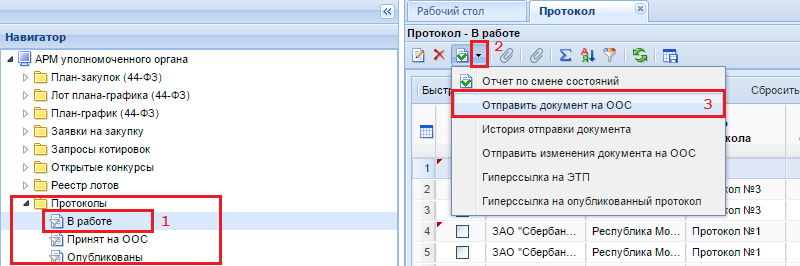 Навигатор
АРМ уполномоченного органа
План-закупок (44-ФЗ)
Лот плана-графика (44-ФЗ)
План-график (44-ФЗ)
Заявки на закупку
Запросы котировок
Открытые конкурсы
Реестр лотов
Протоколы
В работе 1
Принят на ООС
Опубликованы
Рабочий стол
Протокол
Протокол - В работе
2
Быстр
Сбросить
Отчет по смене состояний
Отправить документ на ООС 3
История отправки документа
Отправить изменения документа на ООС
Гиперссылка на ЭТП
Гиперссылка на опубликованный протокол
кола
1
2 окол №3
3 окол №3
4 ЗАО "Сбербан... Республика Мо... Протокол №1
5 ЗАО "Сбербан... Республика Мо... Протокол №1